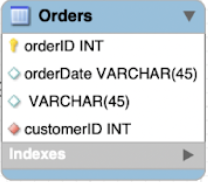 Orders
orderID INT
orderDate VARCHAR(45)
VARCHAR(45)
customerID INT
Indexes